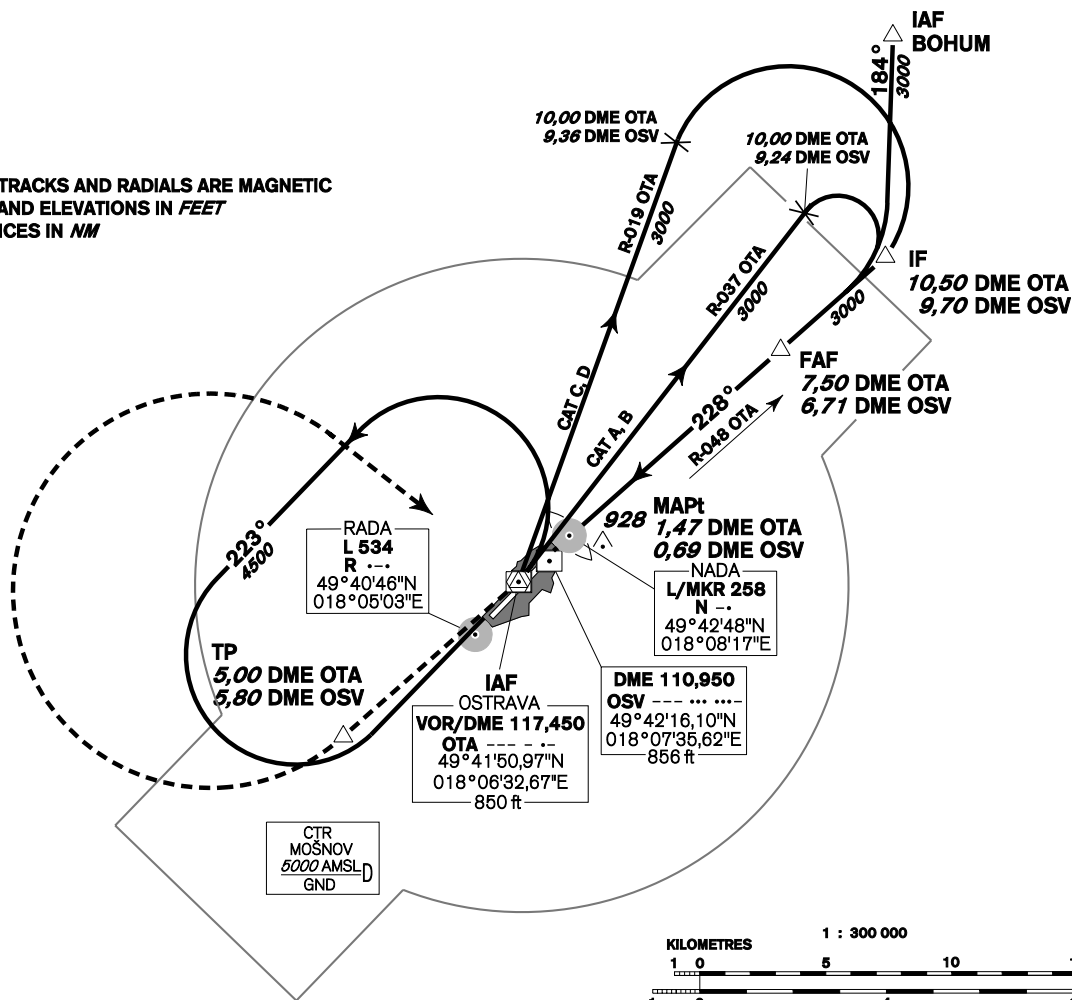 IAF
BOHUM
184°
3000
10,00 DME OTA
9,36 DME OSV
10,00 DME OTA
9,24 DME OSV
TRACKS AND RADIALS ARE MAGNETIC
AND ELEVATIONS IN FEET
CES IN NM
R-019 OTA
3000
R-037 OTA
3000
IF
10,50 DME OTA
9,70 DME OSV
3000
FAF
7,50 DME OTA
6,71 DME OSV
CAT C, D
CAT A, B
228°
R-048 OTA
928
MAPt
1,47 DME OTA
0,69 DME OSV
223°
4500
RADA
L 534
R ·–·
49°40'46"N
018°05'03"E
NADA
L/MKR 258
N –·
49°42'48"N
018°08'17"E
TP
5,00 DME OTA
5,80 DME OSV
IAF
OSTRAVA
VOR/DME 117,450
OTA ––– – ·–
49°41'50,97"N
018°06'32,67"E
850 ft
DME 110,950
OSV ––– ··· ···–
49°42'16,10"N
018°07'35,62"E
856 ft
CTR
MOŠNOV
5000 AMSL D
GND
1 : 300 000
KILOMETRES
1 0 5 10